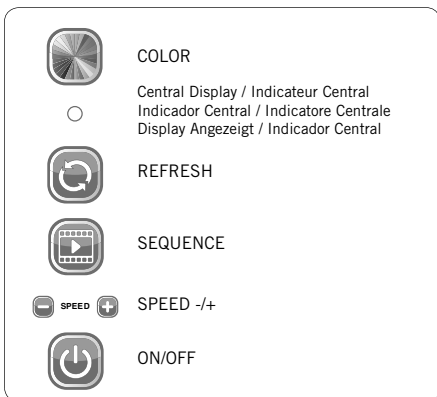 COLOR
Central Display / Indicateur Central
Indicador Central / Indicatore Centrale
Display Angezeigt / Indicador Central
REFRESH
SEQUENCE
SPEED SPEED -/+
ON/OFF